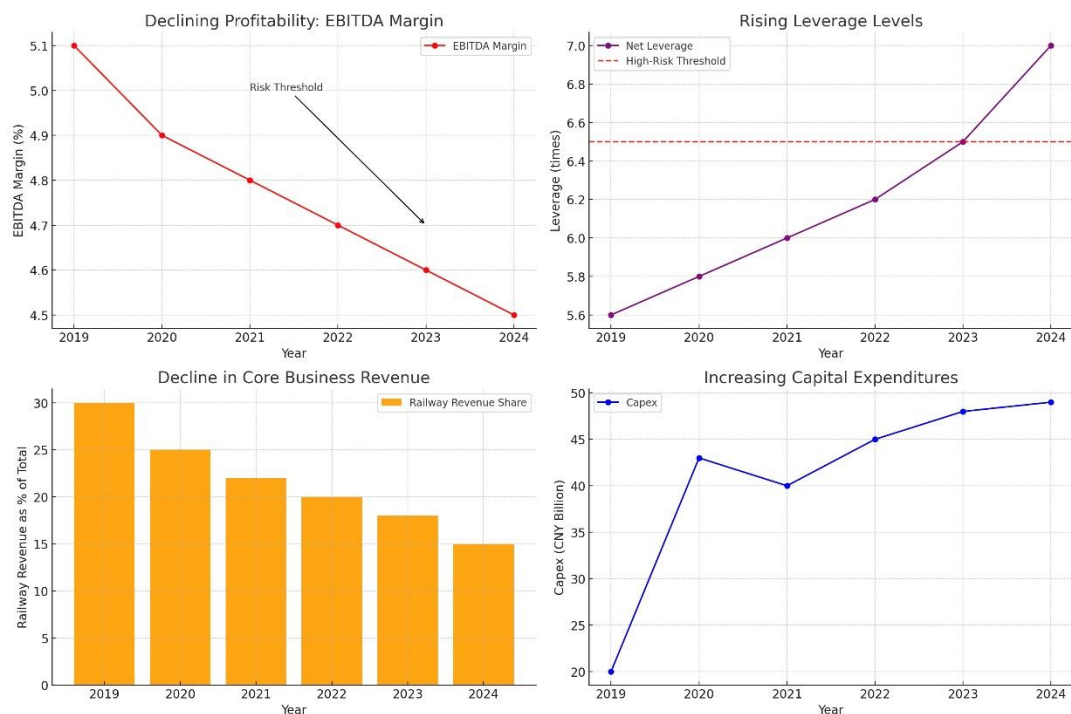 Declining Profitability: EBITDA Margin
EBITDA Margin
Risk Threshold
EBITDA Margin (%)
5.1
5.0
4.9
4.8
4.7
4.6
4.5
2019 2020 2021 2022 2023 2024
Year
Rising Leverage Levels
Net Leverage
High-Risk Threshold
Leverage (times)
7.0
6.8
6.6
6.4
6.2
6.0
5.8
5.6
2019 2020 2021 2022 2023 2024
Year
Decline in Core Business Revenue
Railway Revenue Share
Railway Revenue as % of Total
30
25
20
15
10
5
0
2019 2020 2021 2022 2023 2024
Year
Increasing Capital Expenditures
Capex
Capex (CNY Billion)
50
45
40
35
30
25
20
2019 2020 2021 2022 2023 2024
Year